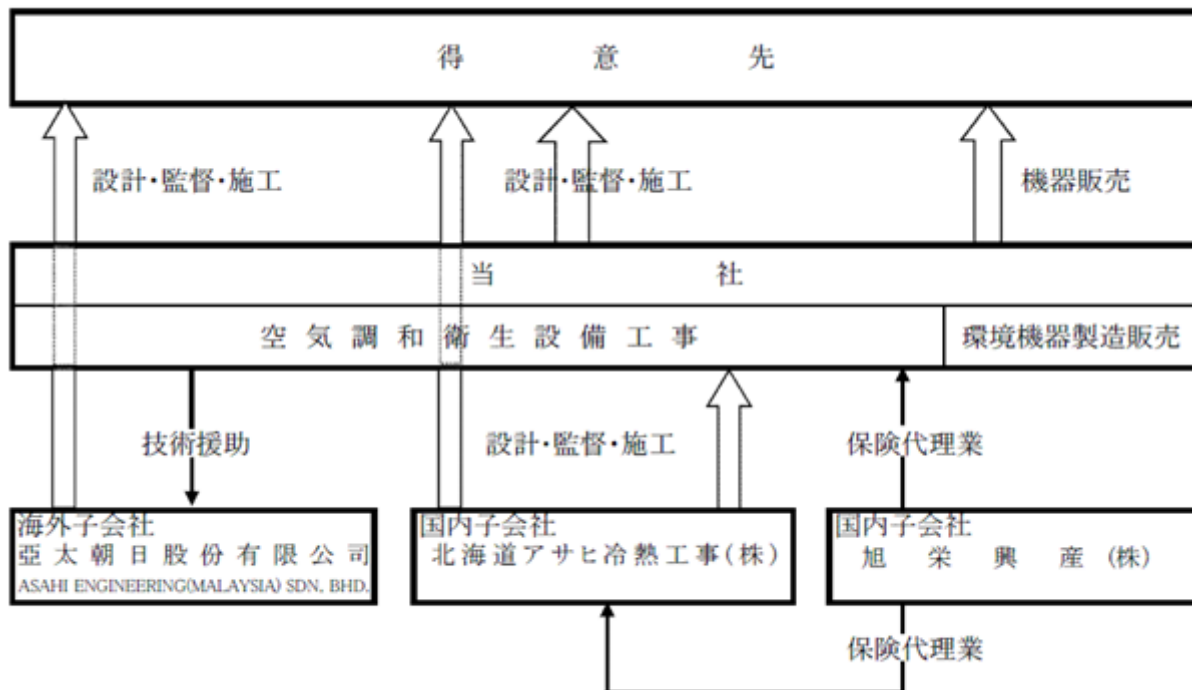 得意先
設計・監督・施工
設計・監督・施工
機器販売
当社
空気調和衛生設備工事
環境機器製造販売
技術援助
設計・監督・施工
保険代理業
海外子会社
亞太朝日股份有限公司
ASAHI ENGINEERING(MALAYSIA) SDN. BHD.
国内子会社
北海道アサヒ冷熱工事(株)
国内子会社
旭栄興産(株)
保険代理業